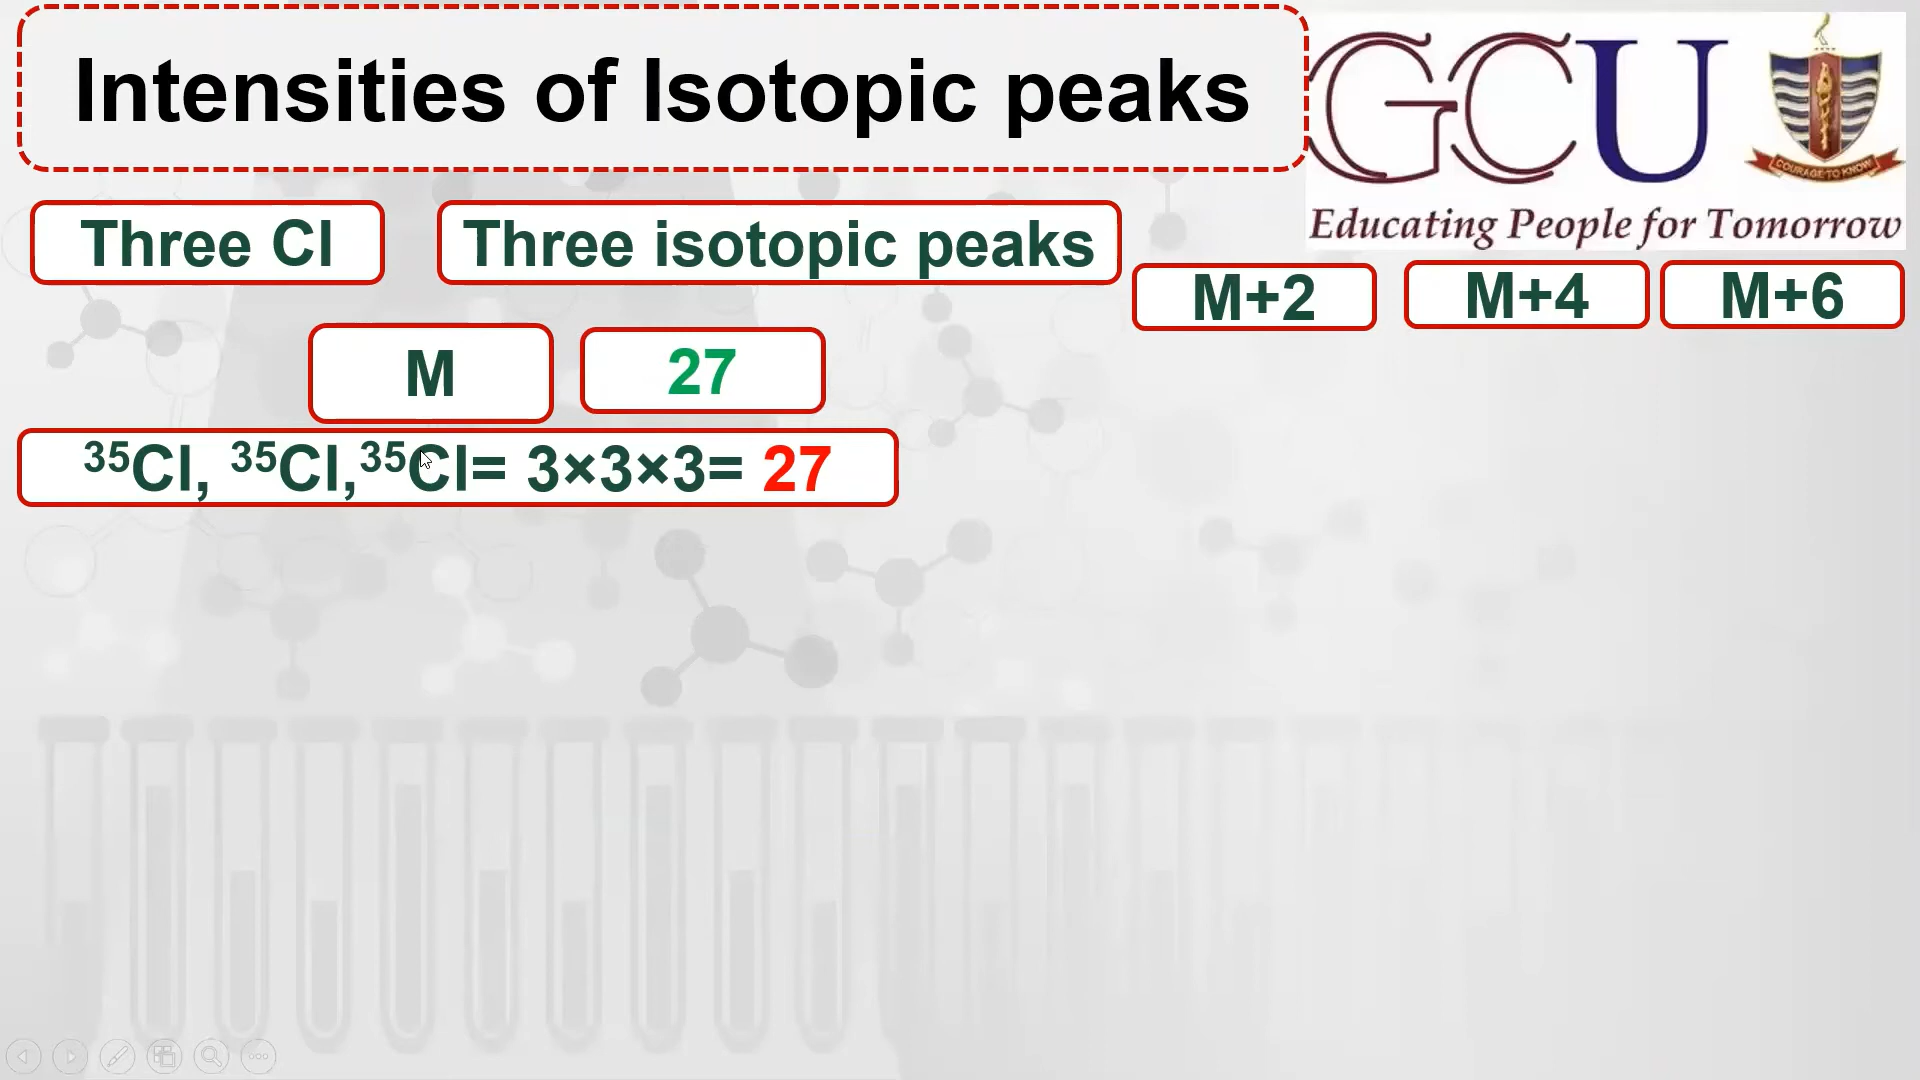 Intensities of Isotopic peaks
GCU
COURAGE TO KNOW
Educating People for Tomorrow
Three Cl
Three isotopic peaks
M+2
M+4
M+6
M
27
³⁵Cl, ³⁵Cl,³⁵Cl= 3×3×3= 27